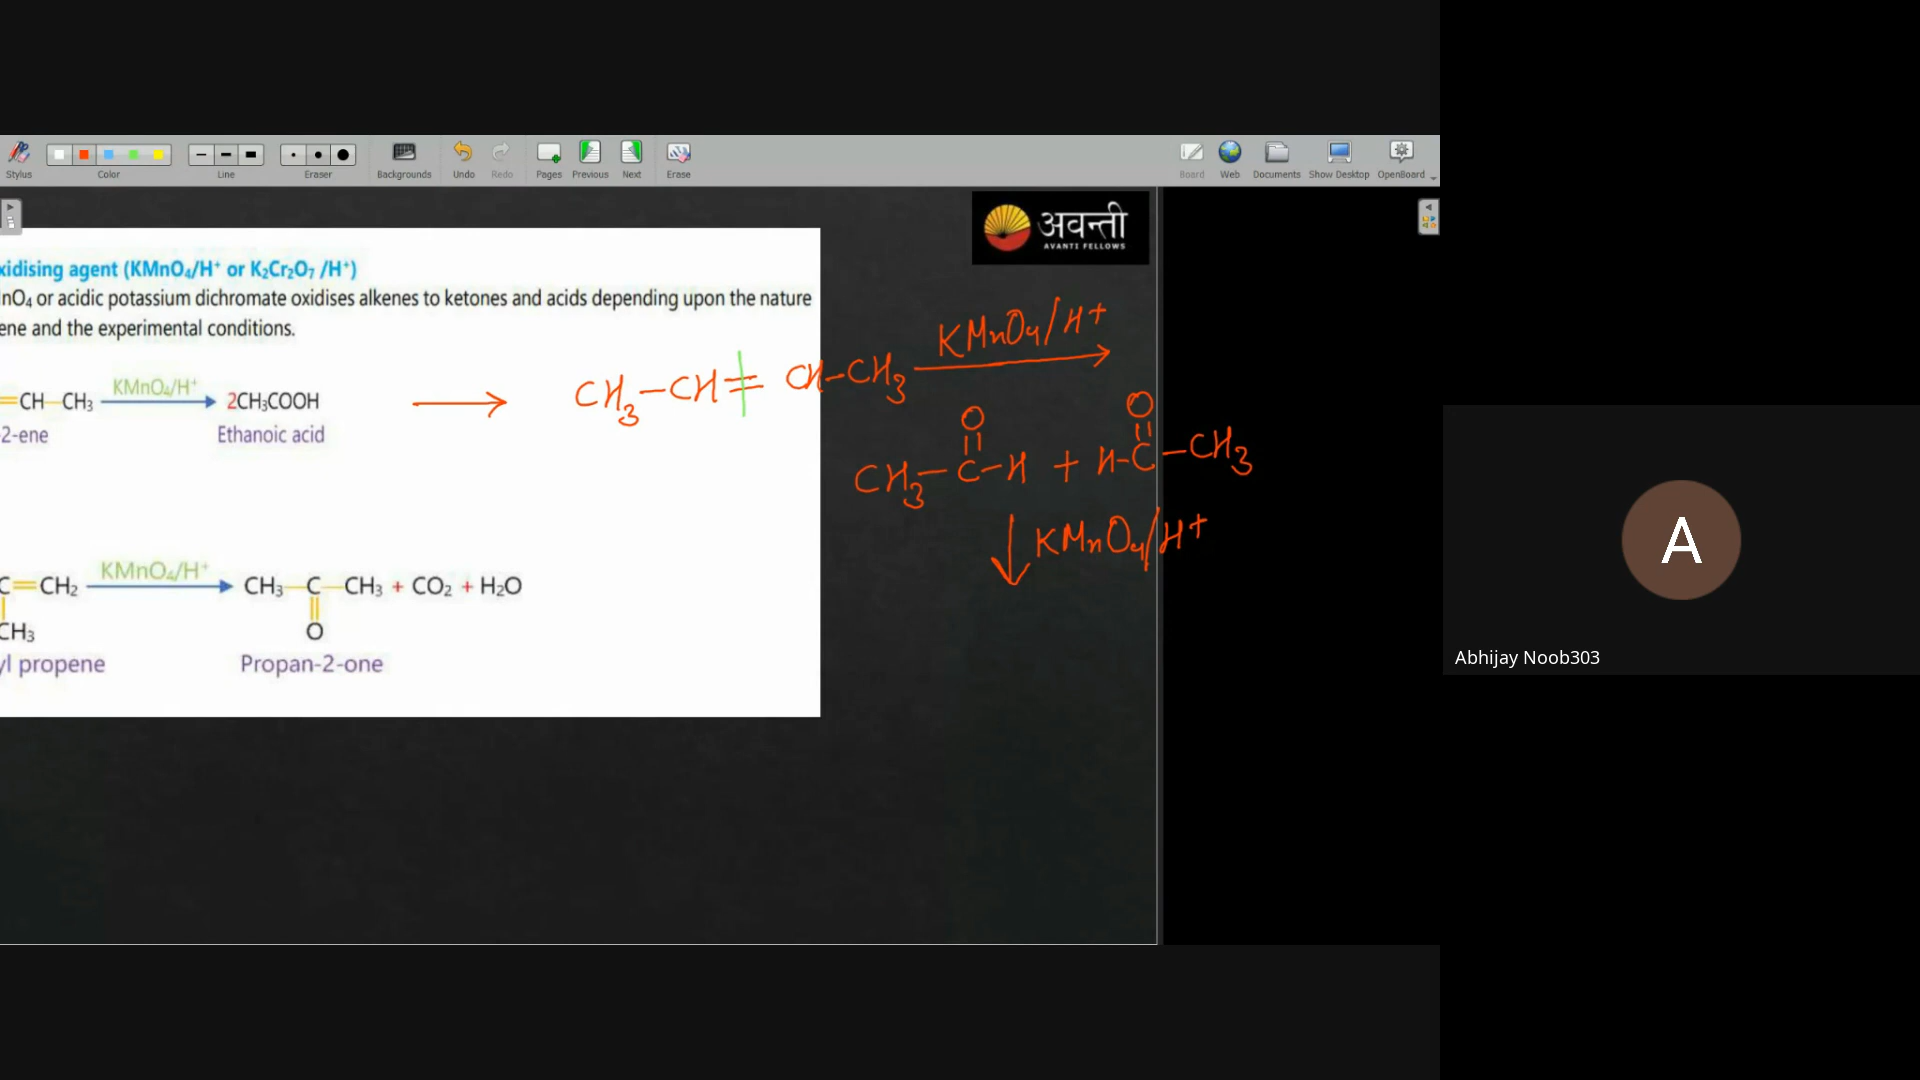 Stylus Color Line Eraser Backgrounds Undo Redo Pages Previous Next Erase Board Web Documents Show Desktop OpenBoard
अवन्ती
AVANTI FELLOWS
xidising agent (KMnO₄/H⁺ or K₂Cr₂O₇ /H⁺)
nO₄ or acidic potassium dichromate oxidises alkenes to ketones and acids depending upon the nature
ene and the experimental conditions.
KMnO₄/H⁺
=CH—CH₃ → 2CH₃COOH
-2-ene Ethanoic acid
→ CH₃-CH=CH-CH₃ KMnO₄/H⁺ →
O O
|| ||
CH₃-C-H + H-C-CH₃
↓ KMnO₄/H⁺
KMnO₄/H⁺
C=CH₂ → CH₃—C—CH₃ + CO₂ + H₂O
CH₃ O
yl propene Propan-2-one
A
Abhijay Noob303